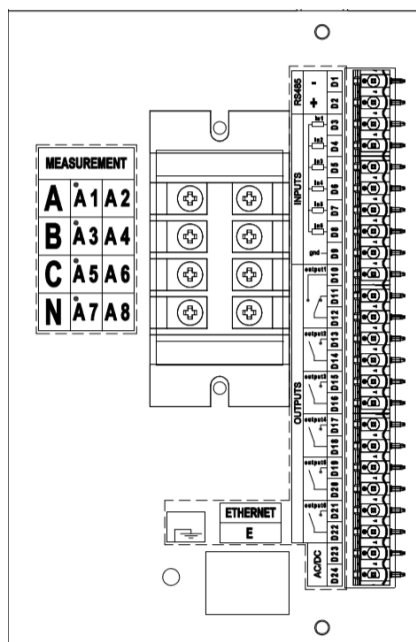 MEASUREMENT
A A1 A2
B A3 A4
C A5 A6
N A7 A8
RS485
- D1
+ D2
INPUTS
in1 D3
in2 D4
in3 D5
in4 D6
in5 D7
in6 D8
gnd D9
OUTPUTS
output1 D10
D11
D12
output2 D13
D14
output3 D15
D16
output4 D17
D18
output5 D19
D20
output6 D21
D22
AC/DC
D23
D24
ETHERNET
E